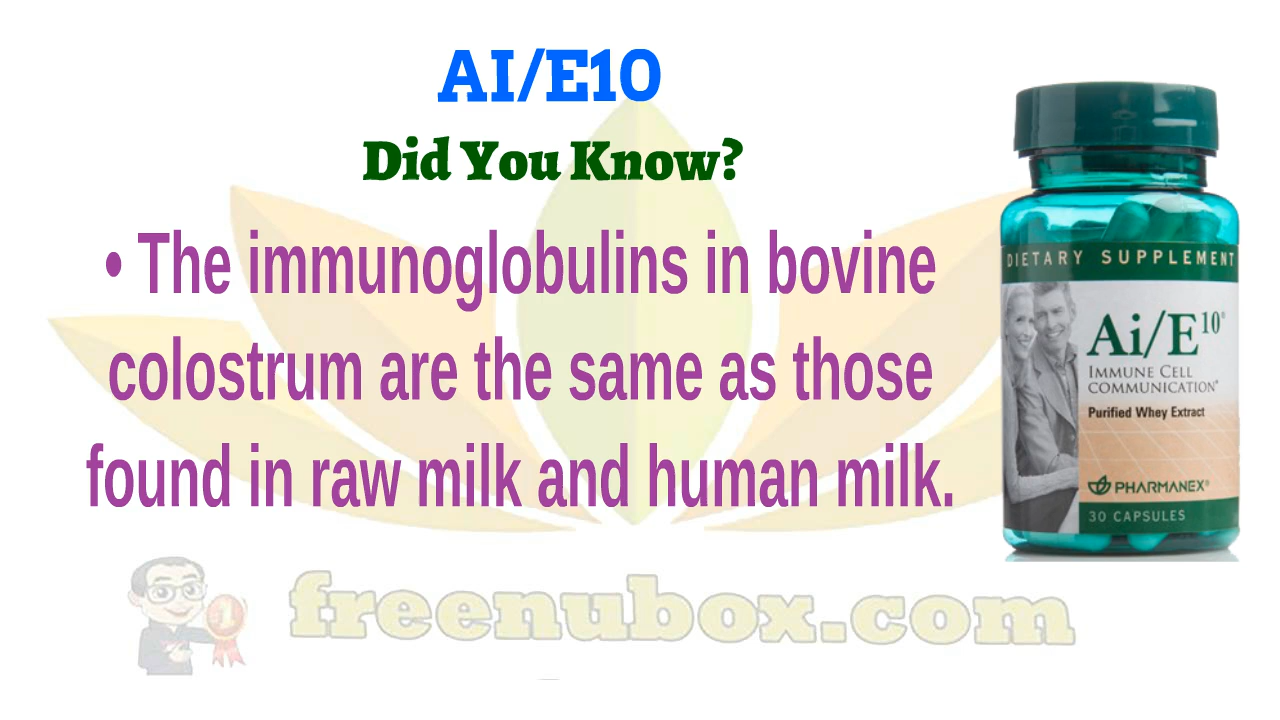 AI/E10
Did You Know?
• The immunoglobulins in bovine
colostrum are the same as those
found in raw milk and human milk.
DIETARY SUPPLEMENT
Ai/E10®
IMMUNE CELL
COMMUNICATION*
Purified Whey Extract
PHARMANEX®
30 CAPSULES
1
freenubox.com